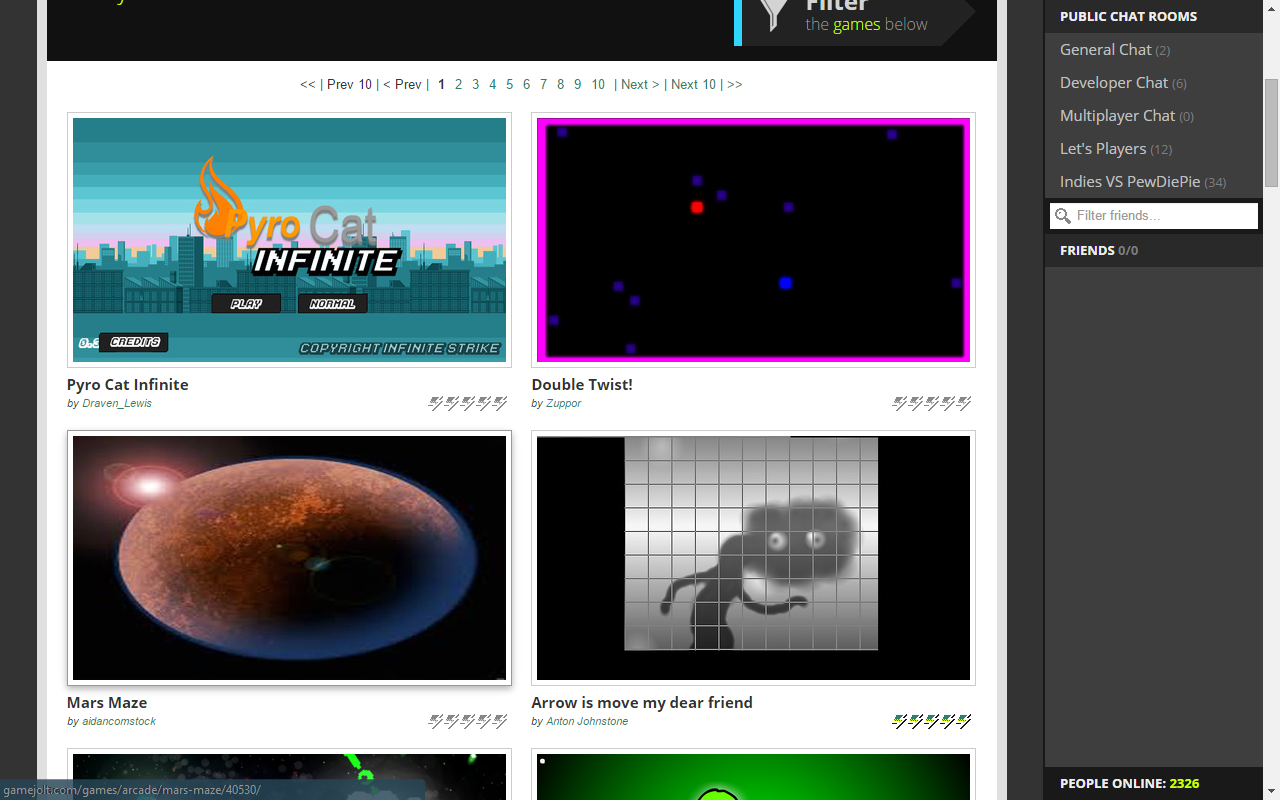 Filter
the games below
<< | Prev 10 | < Prev | 1 2 3 4 5 6 7 8 9 10 | Next > | Next 10 | >>
Pyro Cat
INFINITE
PLAY NORMAL
CREDITS
COPYRIGHT INFINITE STRIKE
Pyro Cat Infinite
by Draven_Lewis
Double Twist!
by Zuppor
Mars Maze
by aidancomstock
Arrow is move my dear friend
by Anton Johnstone
gamejolt.com/games/arcade/mars-maze/40530/
PUBLIC CHAT ROOMS
General Chat (2)
Developer Chat (6)
Multiplayer Chat (0)
Let's Players (12)
Indies VS PewDiePie (34)
Filter friends...
FRIENDS 0/0
PEOPLE ONLINE: 2326